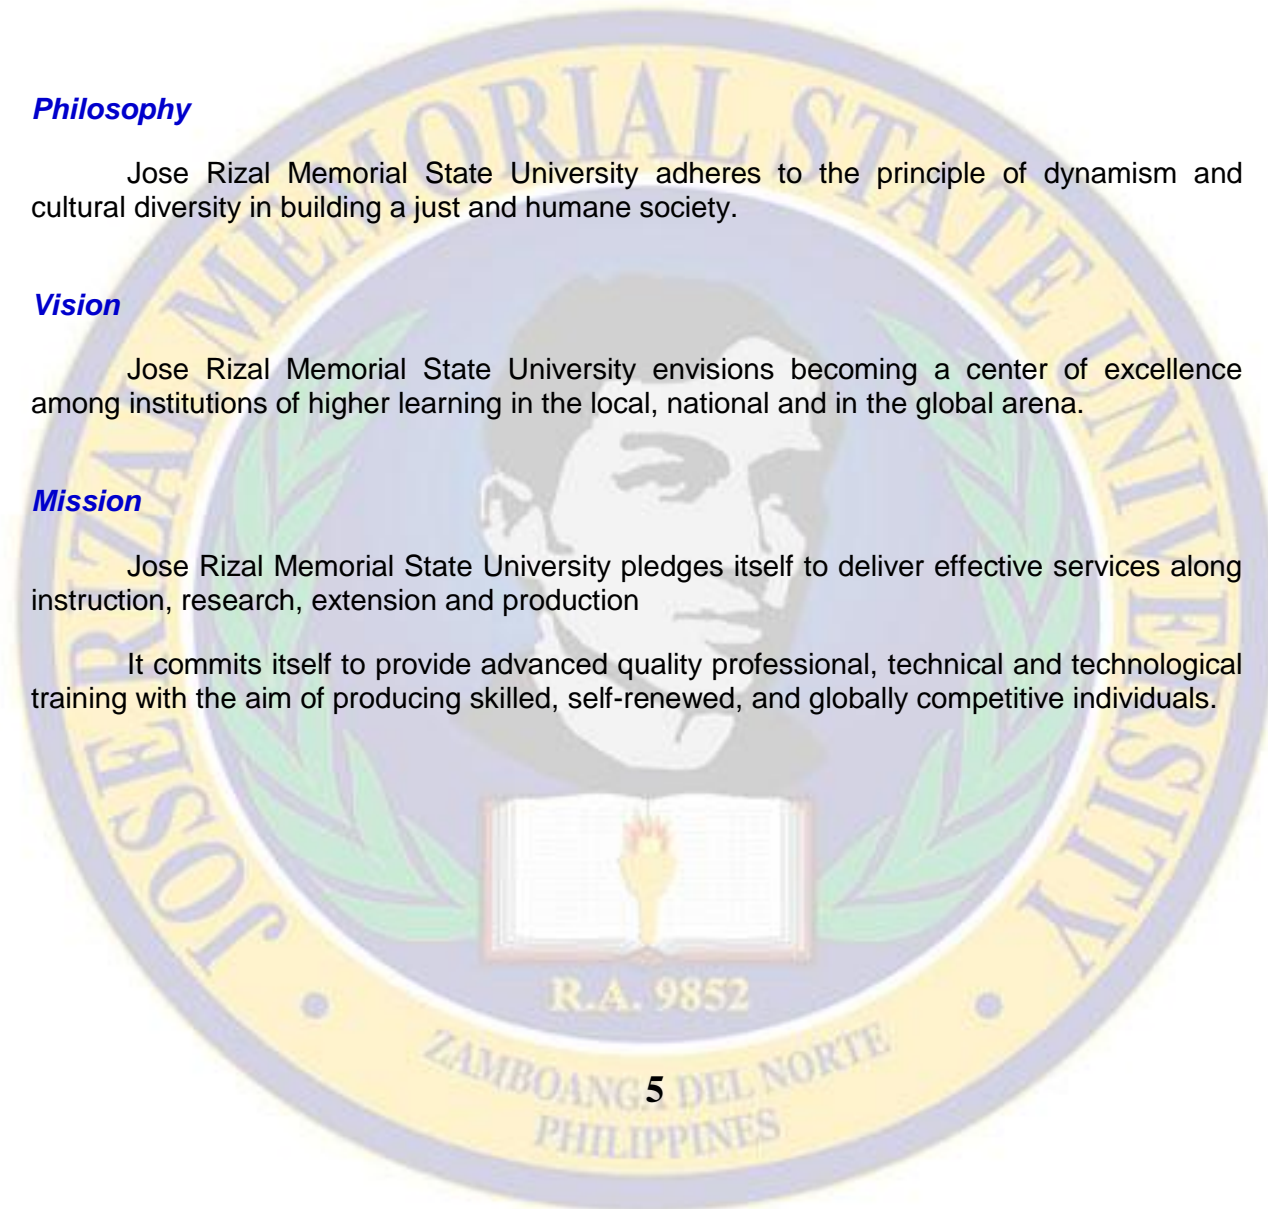 Philosophy
Jose Rizal Memorial State University adheres to the principle of dynamism and
cultural diversity in building a just and humane society.
Vision
Jose Rizal Memorial State University envisions becoming a center of excellence
among institutions of higher learning in the local, national and in the global arena.
Mission
Jose Rizal Memorial State University pledges itself to deliver effective services along
instruction, research, extension and production
It commits itself to provide advanced quality professional, technical and technological
training with the aim of producing skilled, self-renewed, and globally competitive individuals.
JOSE RIZAL MEMORIAL STATE UNIVERSITY
R.A. 9852
ZAMBOANGA DEL NORTE
PHILIPPINES
5